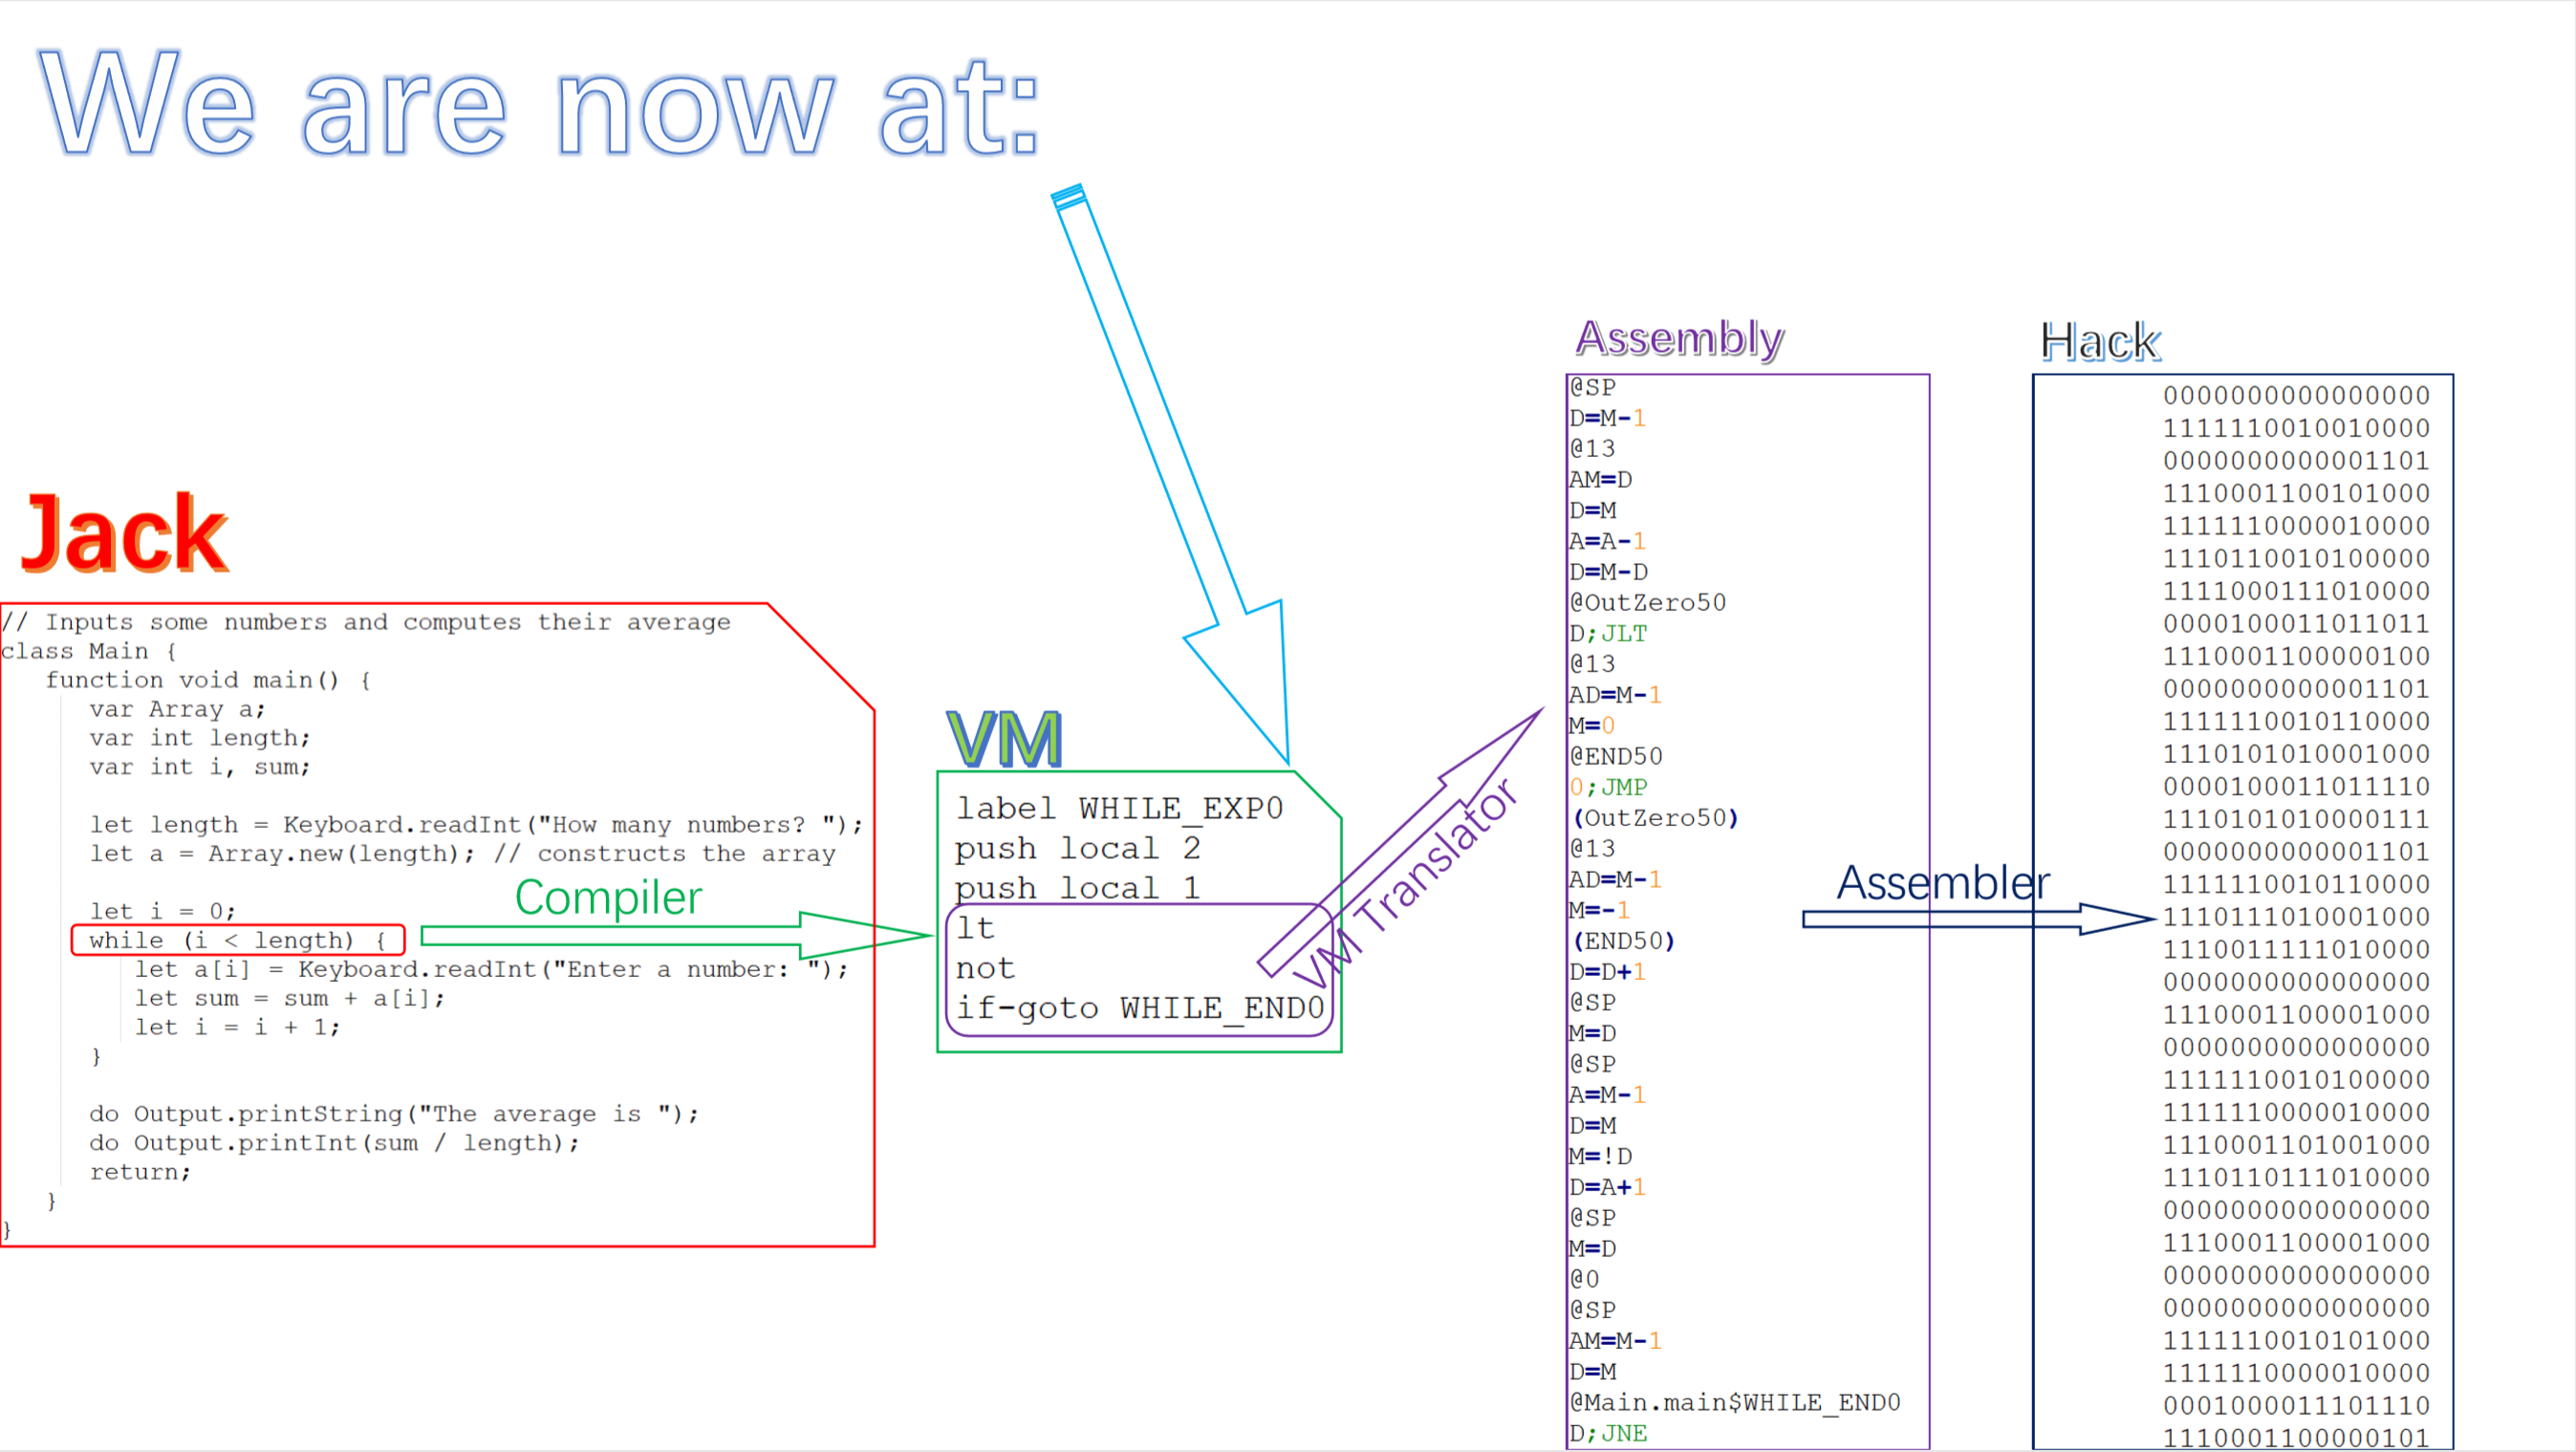 We are now at:
Jack
// Inputs some numbers and computes their average
class Main {
   function void main() {
      var Array a;
      var int length;
      var int i, sum;
      let length = Keyboard.readInt("How many numbers? ");
      let a = Array.new(length); // constructs the array
      let i = 0;
      while (i < length) {
         let a[i] = Keyboard.readInt("Enter a number: ");
         let sum = sum + a[i];
         let i = i + 1;
      }
      do Output.printString("The average is ");
      do Output.printInt(sum / length);
      return;
   }
}
Compiler
VM
label WHILE_EXP0
push local 2
push local 1
lt
not
if-goto WHILE_END0
VM Translator
Assembly
@SP
D=M-1
@13
AM=D
D=M
A=A-1
D=M-D
@OutZero50
D;JLT
@13
AD=M-1
M=0
@END50
0;JMP
(OutZero50)
@13
AD=M-1
M=-1
(END50)
D=D+1
@SP
M=D
@SP
A=M-1
D=M
M=!D
D=A+1
@SP
M=D
@0
@SP
AM=M-1
D=M
@Main.main$WHILE_END0
D;JNE
Assembler
Hack
0000000000000000
1111110010010000
0000000000001101
1110001100101000
1111110000010000
1110110010100000
1111000111010000
0000100011011011
1110001100000100
0000000000001101
1111110010110000
1110101010001000
0000100011011110
1110101010000111
0000000000001101
1111110010110000
1110111010001000
1110011111010000
0000000000000000
1110001100001000
0000000000000000
1111110010100000
1111110000010000
1110001101001000
1110110111010000
0000000000000000
1110001100001000
0000000000000000
0000000000000000
1111110010101000
1111110000010000
0001000011101110
1110001100000101